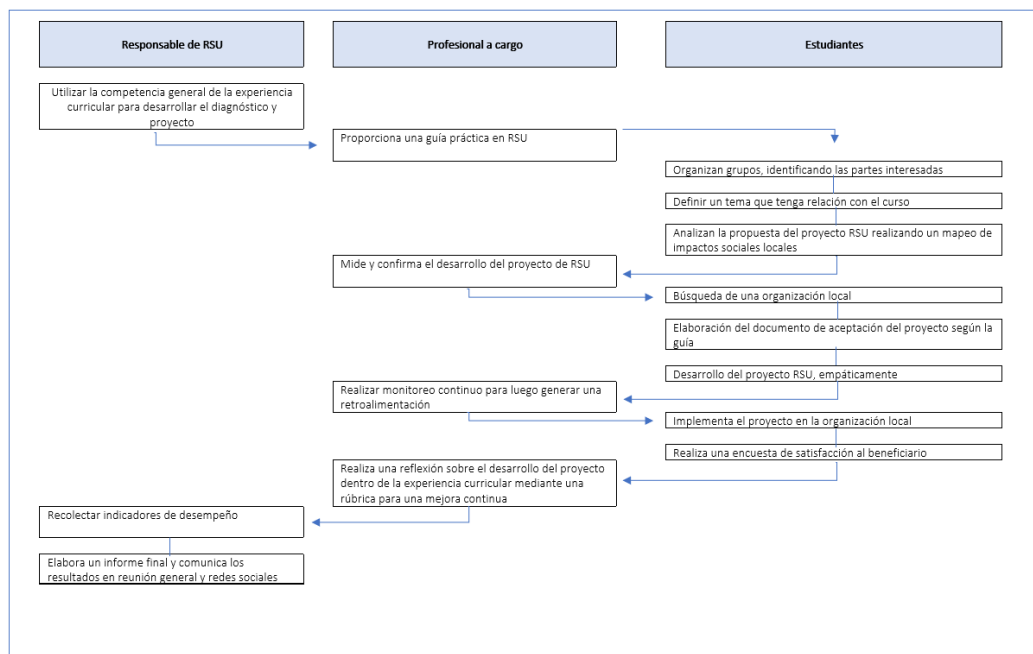 Responsable de RSU
Profesional a cargo
Estudiantes
Utilizar la competencia general de la experiencia
curricular para desarrollar el diagnóstico y
proyecto
Proporciona una guía práctica en RSU
Organizan grupos, identificando las partes interesadas
Definir un tema que tenga relación con el curso
Analizan la propuesta del proyecto RSU realizando un mapeo de
impactos sociales locales
Mide y confirma el desarrollo del proyecto de RSU
Búsqueda de una organización local
Elaboración del documento de aceptación del proyecto según la
guía
Desarrollo del proyecto RSU, empáticamente
Realizar monitoreo continuo para luego generar una
retroalimentación
Implementa el proyecto en la organización local
Realiza una encuesta de satisfacción al beneficiario
Realiza una reflexión sobre el desarrollo del proyecto
dentro de la experiencia curricular mediante una
rúbrica para una mejora continua
Recolectar indicadores de desempeño
Elabora un informe final y comunica los
resultados en reunión general y redes sociales